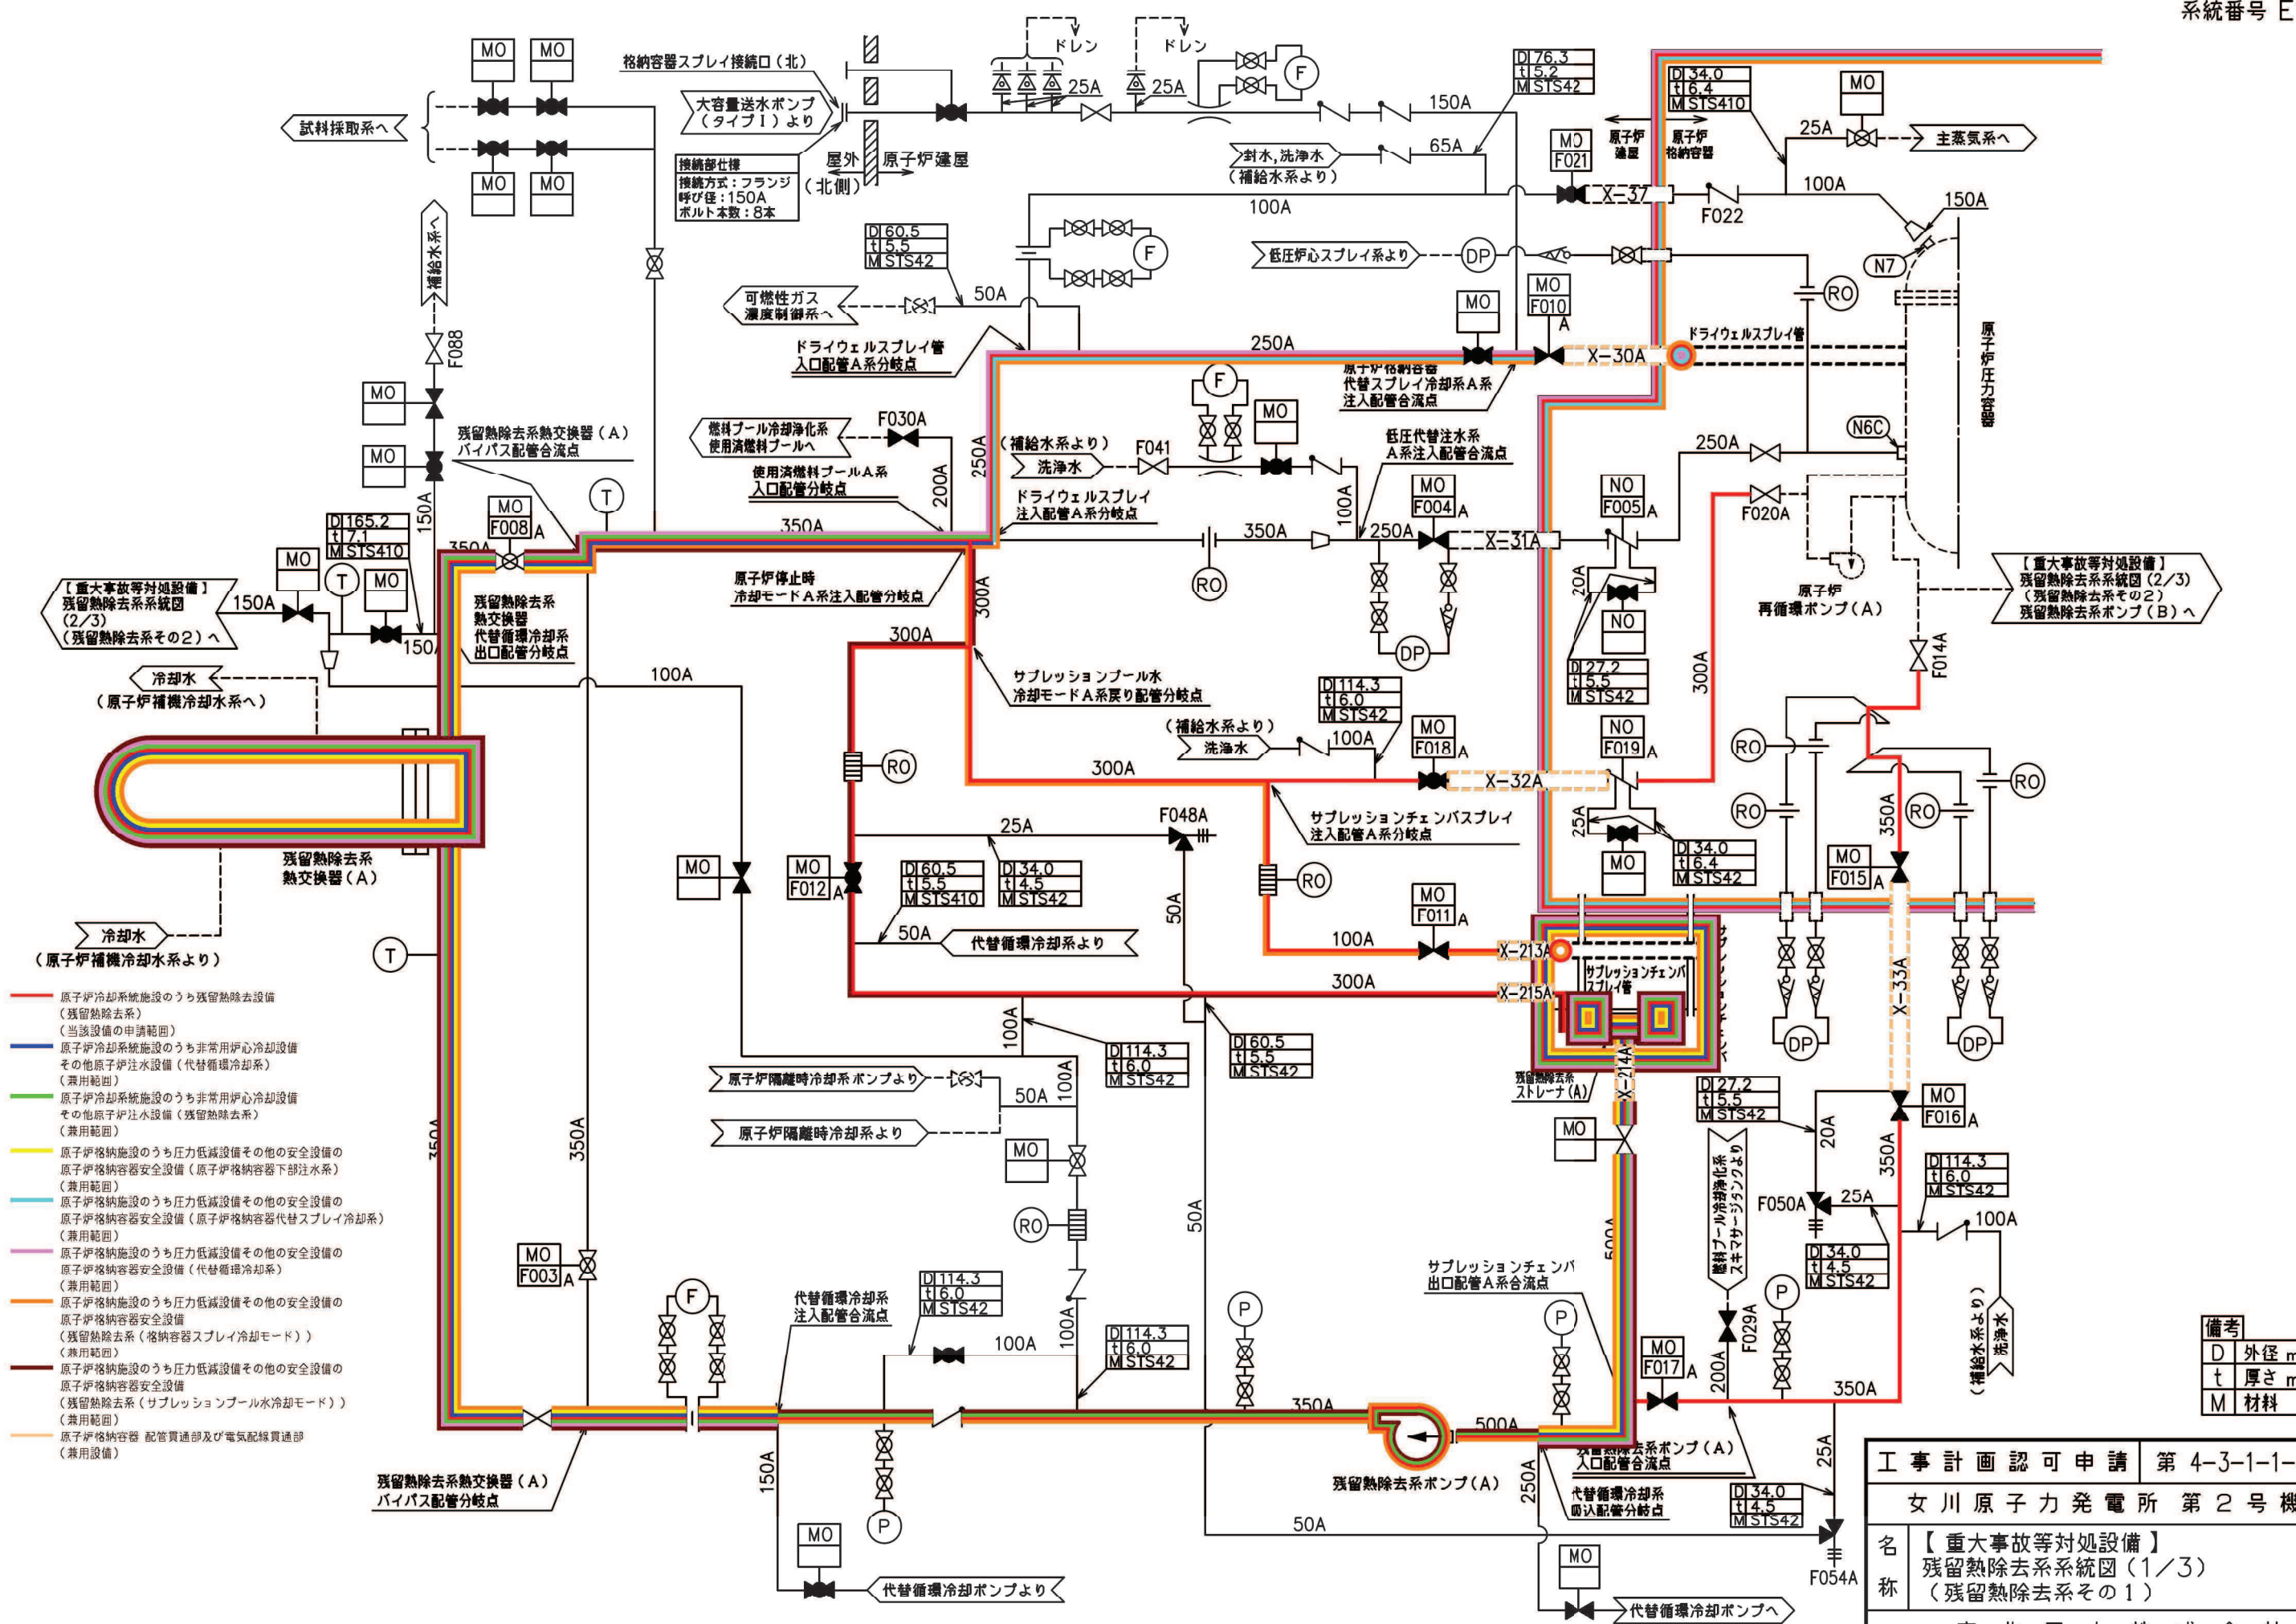 系統番号 E
MO
MO
試料採取系へ
MO
MO
格納容器スプレイ接続口(北)
大容量送水ポンプ
(タイプⅠ)より
接続部仕様
接続方式:フランジ
呼び径:150A
ボルト本数:8本
屋外
原子炉建屋
(北側)
ドレン
ドレン
25A
25A
F
150A
D 76.3
t 5.2
M STS42
封水,洗浄水
(補給水系より)
65A
100A
MO
F021
原子炉
建屋
原子炉
格納容器
D 34.0
t 6.4
M STS410
MO
25A
主蒸気系へ
X-37
F022
100A
150A
N7
補給水系へ
F088
D 60.5
t 5.5
M STS42
可燃性ガス
濃度制御系へ
50A
F
低圧炉心スプレイ系より
DP
RO
ドライウェルスプレイ管
入口配管A系分岐点
250A
MO
MO
F010
A
X-30A
ドライウェルスプレイ管
原子炉圧力容器
原子炉格納容器
代替スプレイ冷却系A系
注入配管合流点
MO
MO
150A
残留熱除去系熱交換器(A)
バイパス配管合流点
燃料プール冷却浄化系
使用済燃料プールへ
F030A
使用済燃料プールA系
入口配管分岐点
200A
250A
(補給水系より)
洗浄水
F041
F
MO
100A
低圧代替注水系
A系注入配管合流点
ドライウェルスプレイ
注入配管A系分岐点
250A
N6C
F020A
MO
F008 A
T
350A
350A
350A
250A
MO
F004 A
X-31A
NO
F005 A
RO
20A
NO
DP
D 27.2
t 5.5
M STS42
D 165.2
t 7.1
M STS410
MO
T
MO
150A
150A
【重大事故等対処設備】
残留熱除去系系統図
(2/3)
(残留熱除去系その2)へ
残留熱除去系
熱交換器
代替循環冷却系
出口配管分岐点
原子炉停止時
冷却モードA系注入配管分岐点
300A
300A
原子炉
再循環ポンプ(A)
【重大事故等対処設備】
残留熱除去系系統図(2/3)
(残留熱除去系その2)
残留熱除去系ポンプ(B)へ
F014A
300A
冷却水
(原子炉補機冷却水系へ)
100A
サプレッションプール水
冷却モードA系戻り配管分岐点
D 114.3
t 6.0
M STS42
(補給水系より)
洗浄水
100A
MO
F018 A
300A
X-32A
NO
F019 A
25A
MO
D 34.0
t 6.4
M STS42
RO
RO
RO
RO
RO
350A
MO
F015 A
残留熱除去系
熱交換器(A)
冷却水
(原子炉補機冷却水系より)
T
MO
MO
F012 A
25A
F048A
D 60.5
t 5.5
M STS410
D 34.0
t 4.5
M STS42
50A
代替循環冷却系より
50A
サプレッションチェンバスプレイ
注入配管A系分岐点
RO
MO
F011 A
100A
X-213A
300A
X-215A
サプレッションチェンバ
スプレイ管
X-214A
残留熱除去系
ストレーナ(A)
X-33A
DP
DP
原子炉冷却系統施設のうち残留熱除去設備
(残留熱除去系)
(当該設備の申請範囲)
原子炉冷却系統施設のうち非常用炉心冷却設備
その他原子炉注水設備(代替循環冷却系)
(兼用範囲)
原子炉冷却系統施設のうち非常用炉心冷却設備
その他原子炉注水設備(残留熱除去系)
(兼用範囲)
原子炉格納施設のうち圧力低減設備その他の安全設備の
原子炉格納容器安全設備(原子炉格納容器下部注水系)
(兼用範囲)
原子炉格納施設のうち圧力低減設備その他の安全設備の
原子炉格納容器安全設備(原子炉格納容器代替スプレイ冷却系)
(兼用範囲)
原子炉格納施設のうち圧力低減設備その他の安全設備の
原子炉格納容器安全設備(代替循環冷却系)
(兼用範囲)
原子炉格納施設のうち圧力低減設備その他の安全設備の
原子炉格納容器安全設備
(残留熱除去系(格納容器スプレイ冷却モード))
(兼用範囲)
原子炉格納施設のうち圧力低減設備その他の安全設備の
原子炉格納容器安全設備
(残留熱除去系(サプレッションプール水冷却モード))
(兼用範囲)
原子炉格納容器 配管貫通部及び電気配線貫通部
(兼用設備)
350A
350A
100A
D 114.3
t 6.0
M STS42
D 60.5
t 5.5
M STS42
原子炉隔離時冷却系ポンプより
50A
100A
原子炉隔離時冷却系より
MO
RO
50A
100A
MO
500A
D 27.2
t 5.5
M STS42
MO
F016 A
20A
350A
燃料プール冷却浄化系
スキマサージタンクより
F050A
25A
D 114.3
t 6.0
M STS42
100A
D 34.0
t 4.5
M STS42
(補給水系より)
洗浄水
MO
F003 A
F
代替循環冷却系
注入配管合流点
D 114.3
t 6.0
M STS42
100A
D 114.3
t 6.0
M STS42
P
サプレッションチェンバ
出口配管A系合流点
P
MO
F017 A
F029A
200A
P
350A
350A
500A
残留熱除去系ポンプ(A)
残留熱除去系ポンプ(A)
入口配管合流点
代替循環冷却系
吸込配管分岐点
残留熱除去系熱交換器(A)
バイパス配管分岐点
150A
P
MO
代替循環冷却ポンプより
50A
250A
MO
代替循環冷却ポンプへ
D 34.0
t 4.5
M STS42
25A
F054A
備考
D 外径
t 厚さ
M 材料
工事計画認可申請 第 4-3-1-1-
女川原子力発電所 第2号機
名称
【重大事故等対処設備】
残留熱除去系系統図(1/3)
(残留熱除去系その1)